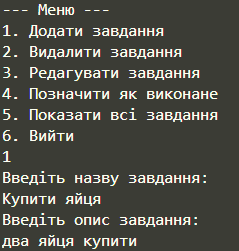 --- Меню ---
1. Додати завдання
2. Видалити завдання
3. Редагувати завдання
4. Позначити як виконане
5. Показати всі завдання
6. Вийти
1
Введіть назву завдання:
Купити яйця
Введіть опис завдання:
два яйця купити